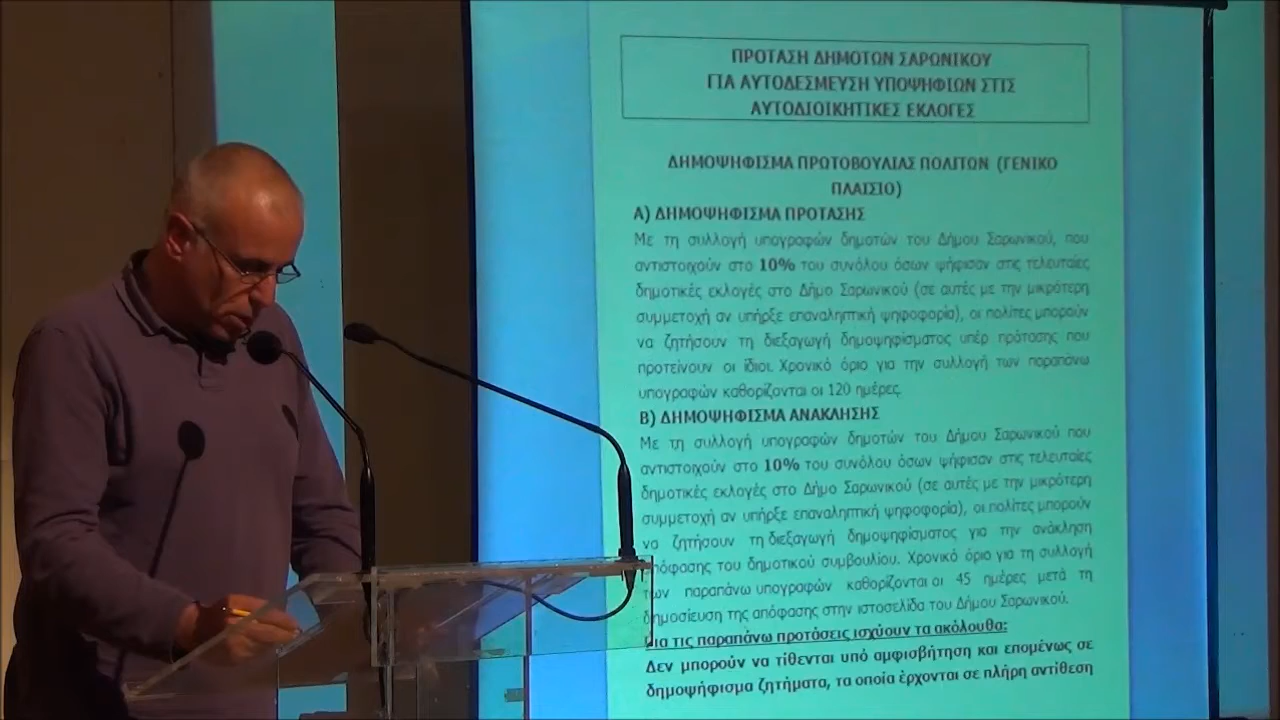 ΠΡΟΤΑΣΗ ΔΗΜΟΤΩΝ ΣΑΡΩΝΙΚΟΥ
ΓΙΑ ΑΥΤΟΔΕΣΜΕΥΣΗ ΥΠΟΨΗΦΙΩΝ ΣΤΙΣ
ΑΥΤΟΔΙΟΙΚΗΤΙΚΕΣ ΕΚΛΟΓΕΣ
ΔΗΜΟΨΗΦΙΣΜΑ ΠΡΩΤΟΒΟΥΛΙΑΣ ΠΟΛΙΤΩΝ (ΓΕΝΙΚΟ
ΠΛΑΙΣΙΟ)
Α) ΔΗΜΟΨΗΦΙΣΜΑ ΠΡΟΤΑΣΗΣ
Με τη συλλογή υπογραφών δημοτών του Δήμου Σαρωνικού, που
αντιστοιχούν στο 10% του συνόλου όσων ψήφισαν στις τελευταίες
δημοτικές εκλογές στο Δήμο Σαρωνικού (σε αυτές με την μικρότερη
συμμετοχή αν υπήρξε επαναληπτική ψηφοφορία), οι πολίτες μπορούν
να ζητήσουν τη διεξαγωγή δημοψηφίσματος υπέρ πρότασης που
προτείνουν οι ίδιοι. Χρονικό όριο για την συλλογή των παραπάνω
υπογραφών καθορίζονται οι 120 ημέρες.
Β) ΔΗΜΟΨΗΦΙΣΜΑ ΑΝΑΚΛΗΣΗΣ
Με τη συλλογή υπογραφών δημοτών του Δήμου Σαρωνικού που
αντιστοιχούν στο 10% του συνόλου όσων ψήφισαν στις τελευταίες
δημοτικές εκλογές στο Δήμο Σαρωνικού (σε αυτές με την μικρότερη
συμμετοχή αν υπήρξε επαναληπτική ψηφοφορία), οι πολίτες μπορούν
να ζητήσουν τη διεξαγωγή δημοψηφίσματος για την ανάκληση
απόφασης του δημοτικού συμβουλίου. Χρονικό όριο για τη συλλογή
των παραπάνω υπογραφών καθορίζονται οι 45 ημέρες μετά τη
δημοσίευση της απόφασης στην ιστοσελίδα του Δήμου Σαρωνικού.
Για τις παραπάνω προτάσεις ισχύουν τα ακόλουθα:
Δεν μπορούν να τίθενται υπό αμφισβήτηση και επομένως σε
δημοψήφισμα ζητήματα, τα οποία έρχονται σε πλήρη αντίθεση